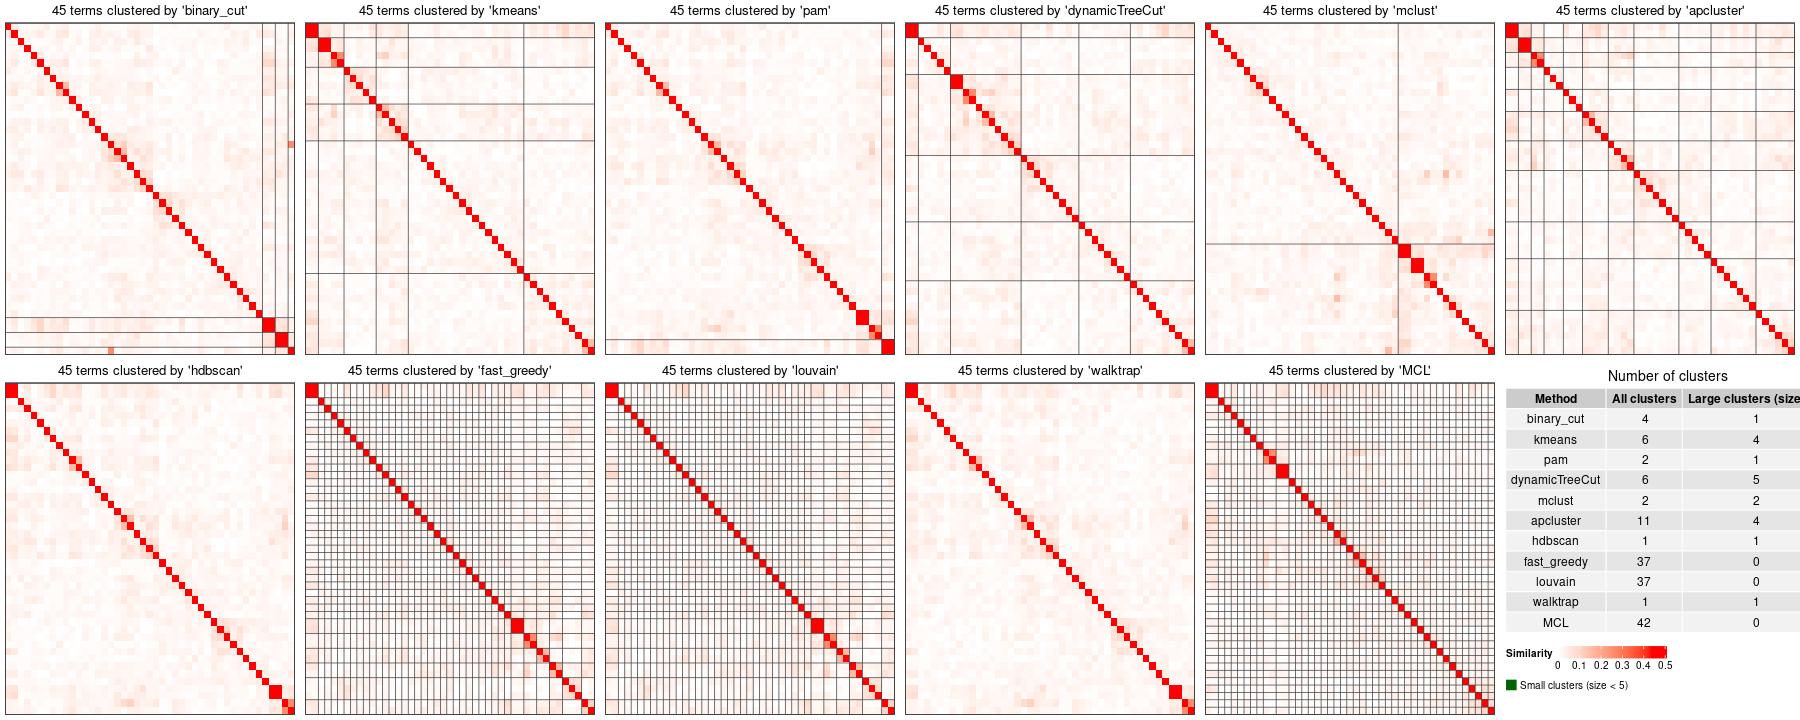 45 terms clustered by 'binary_cut'
45 terms clustered by 'kmeans'
45 terms clustered by 'pam'
45 terms clustered by 'dynamicTreeCut'
45 terms clustered by 'mclust'
45 terms clustered by 'apcluster'
45 terms clustered by 'hdbscan'
45 terms clustered by 'fast_greedy'
45 terms clustered by 'louvain'
45 terms clustered by 'walktrap'
45 terms clustered by 'MCL'
Number of clusters
Method All clusters Large clusters (size
binary_cut 4 1
kmeans 6 4
pam 2 1
dynamicTreeCut 6 5
mclust 2 2
apcluster 11 4
hdbscan 1 1
fast_greedy 37 0
louvain 37 0
walktrap 1 1
MCL 42 0
Similarity
0 0.1 0.2 0.3 0.4 0.5
Small clusters (size < 5)